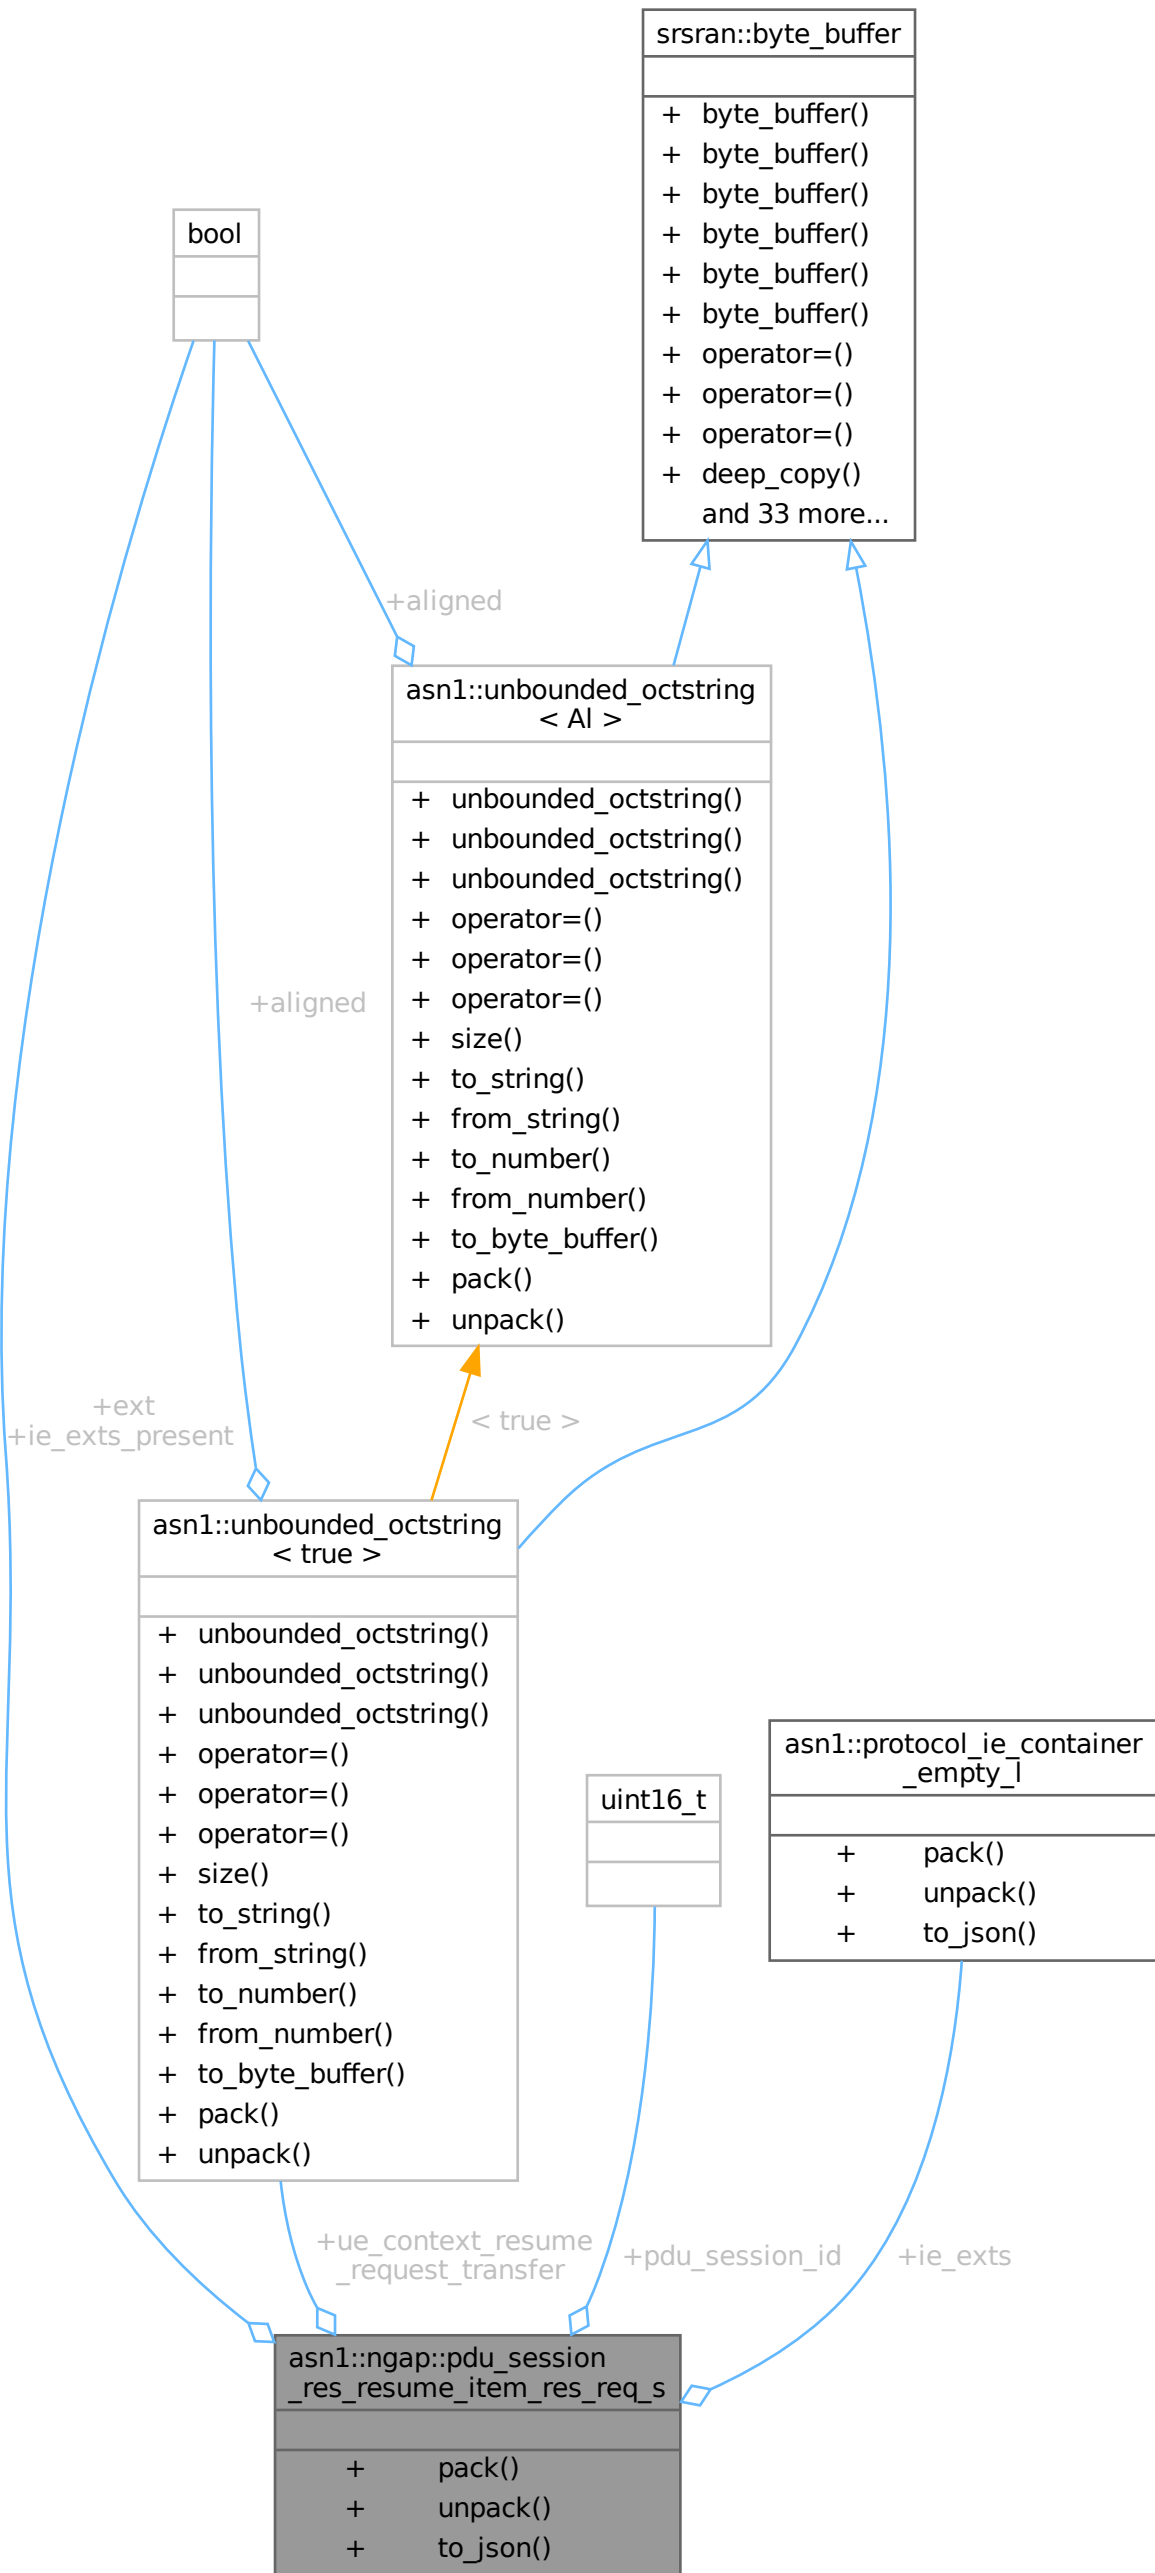 srsran::byte_buffer
+ byte_buffer()
+ byte_buffer()
+ byte_buffer()
+ byte_buffer()
+ byte_buffer()
+ byte_buffer()
+ operator=()
+ operator=()
+ operator=()
+ deep_copy()
and 33 more...
bool
+aligned
asn1::unbounded_octstring
< Al >
+ unbounded_octstring()
+ unbounded_octstring()
+ unbounded_octstring()
+ operator=()
+ operator=()
+ operator=()
+ size()
+ to_string()
+ from_string()
+ to_number()
+ from_number()
+ to_byte_buffer()
+ pack()
+ unpack()
+aligned
+ext
+ie_exts_present
< true >
asn1::unbounded_octstring
< true >
+ unbounded_octstring()
+ unbounded_octstring()
+ unbounded_octstring()
+ operator=()
+ operator=()
+ operator=()
+ size()
+ to_string()
+ from_string()
+ to_number()
+ from_number()
+ to_byte_buffer()
+ pack()
+ unpack()
uint16_t
asn1::protocol_ie_container
_empty_l
+ pack()
+ unpack()
+ to_json()
+ue_context_resume
_request_transfer
+pdu_session_id
+ie_exts
asn1::ngap::pdu_session
_res_resume_item_res_req_s
+ pack()
+ unpack()
+ to_json()